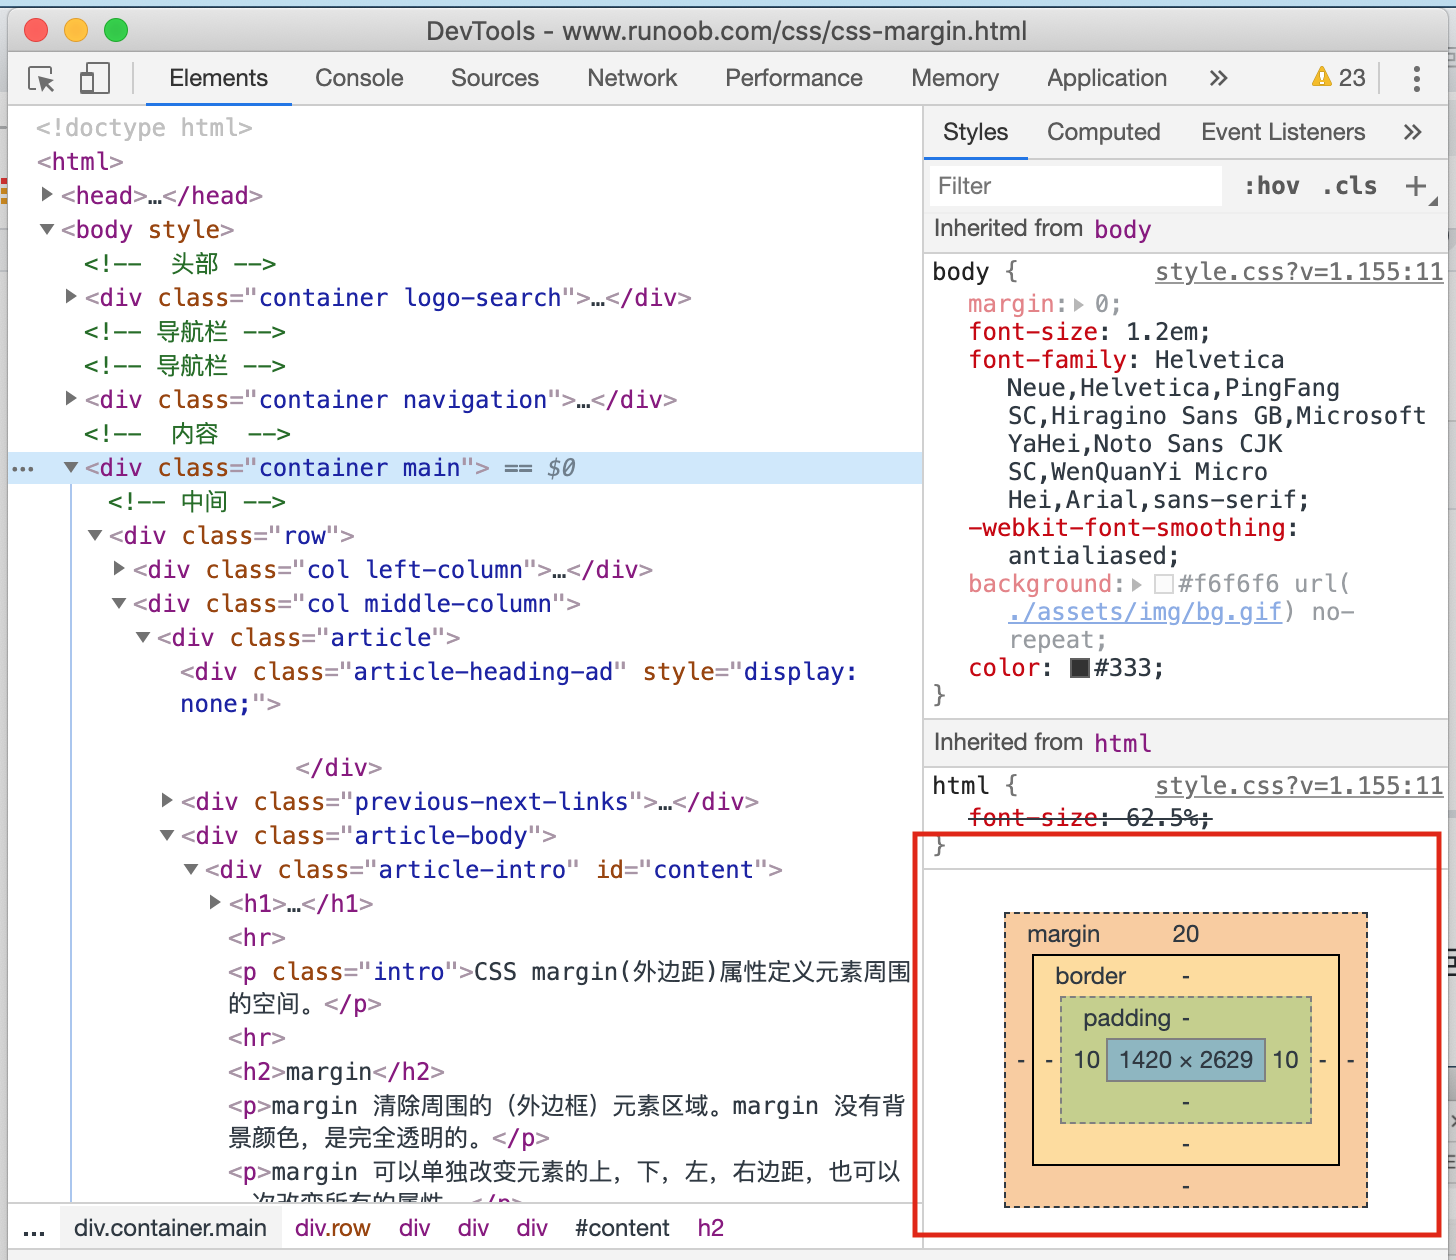 DevTools - www.runoob.com/css/css-margin.html
Elements Console Sources Network Performance Memory Application » 23
<!doctype html>
<html>
<head>…</head>
<body style>
<!-- 头部 -->
<div class="container logo-search">…</div>
<!-- 导航栏 -->
<!-- 导航栏 -->
<div class="container navigation">…</div>
<!-- 内容 -->
… <div class="container main"> == $0
<!-- 中间 -->
<div class="row">
<div class="col left-column">…</div>
<div class="col middle-column">
<div class="article">
<div class="article-heading-ad" style="display:
none;">
</div>
<div class="previous-next-links">…</div>
<div class="article-body">
<div class="article-intro" id="content">
<h1>…</h1>
<hr>
<p class="intro">CSS margin(外边距)属性定义元素周围
的空间。</p>
<hr>
<h2>margin</h2>
<p>margin 清除周围的（外边框）元素区域。margin 没有背
景颜色，是完全透明的。</p>
<p>margin 可以单独改变元素的上，下，左，右边距，也可以
一次改变所有的属性。</p>
… div.container.main div.row div div div #content h2
Styles Computed Event Listeners »
Filter :hov .cls +
Inherited from body
body { style.css?v=1.155:11
margin: 0;
font-size: 1.2em;
font-family: Helvetica
Neue,Helvetica,PingFang
SC,Hiragino Sans GB,Microsoft
YaHei,Noto Sans CJK
SC,WenQuanYi Micro
Hei,Arial,sans-serif;
-webkit-font-smoothing:
antialiased;
background: #f6f6f6 url(
./assets/img/bg.gif) no-
repeat;
color: #333;
}
Inherited from html
html { style.css?v=1.155:11
font-size: 62.5%;
}
margin 20
border -
padding -
- - 10 1420 × 2629 10 - -
-
-
-